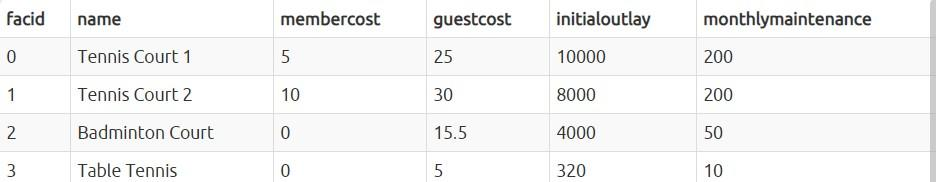 facid name membercost guestcost initialoutlay monthlymaintenance
0 Tennis Court 1 5 25 10000 200
1 Tennis Court 2 10 30 8000 200
2 Badminton Court 0 15.5 4000 50
3 Table Tennis 0 5 320 10